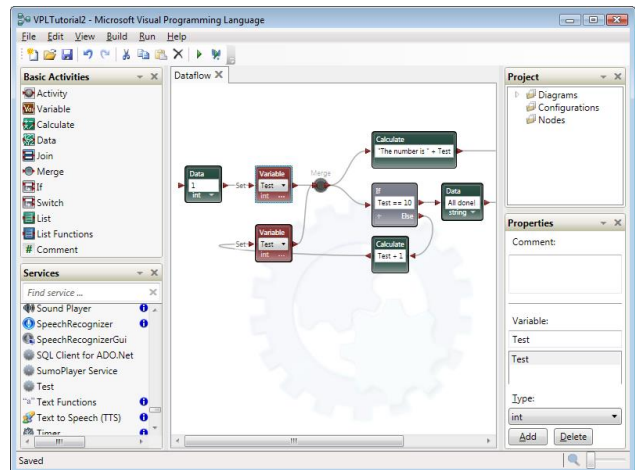 VPLTutorial2 - Microsoft Visual Programming Language
File Edit View Build Run Help
Basic Activities
Activity
Variable
Calculate
Data
Join
Merge
If
Switch
List
List Functions
# Comment
Services
Find service ...
Sound Player
SpeechRecognizer
SpeechRecognizerGui
SQL Client for ADO.Net
SumoPlayer Service
Test
Text Functions
Text to Speech (TTS)
Timer
Dataflow
Data
1
int
Set
Variable
Test
int ...
Merge
Calculate
"The number is " + Test
If
Test == 10
+ Else
Data
All done!
string
Set
Variable
Test
int ...
Calculate
Test + 1
Project
Diagrams
Configurations
Nodes
Properties
Comment:
Variable:
Test
Test
Type:
int
Add Delete
Saved